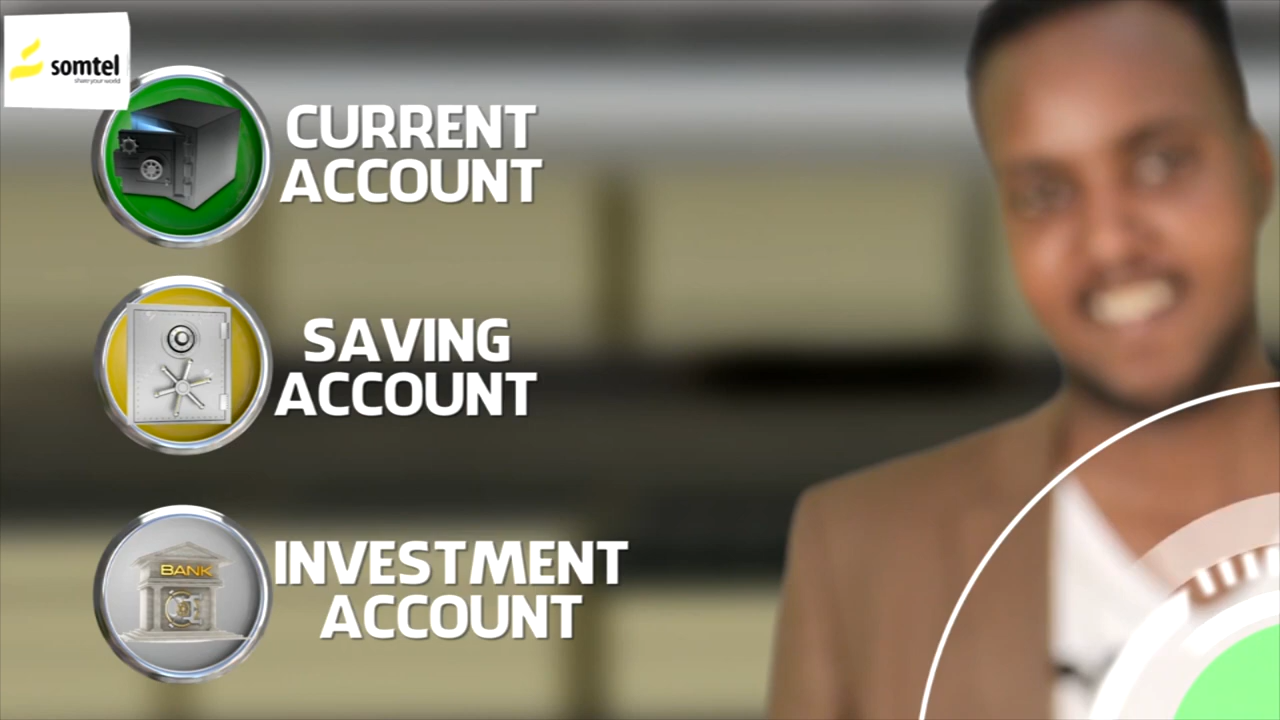 somtel
share your world
CURRENT
ACCOUNT
SAVING
ACCOUNT
BANK
INVESTMENT
ACCOUNT